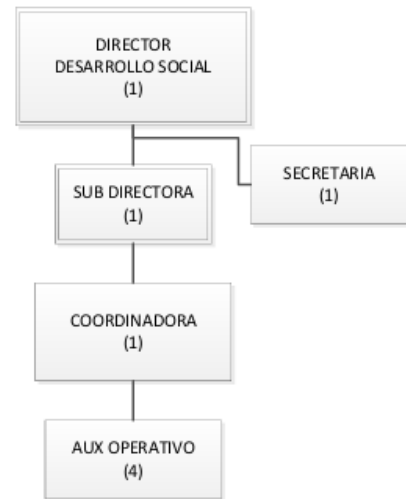 DIRECTOR
DESARROLLO SOCIAL
(1)
SUB DIRECTORA
(1)
SECRETARIA
(1)
COORDINADORA
(1)
AUX OPERATIVO
(4)